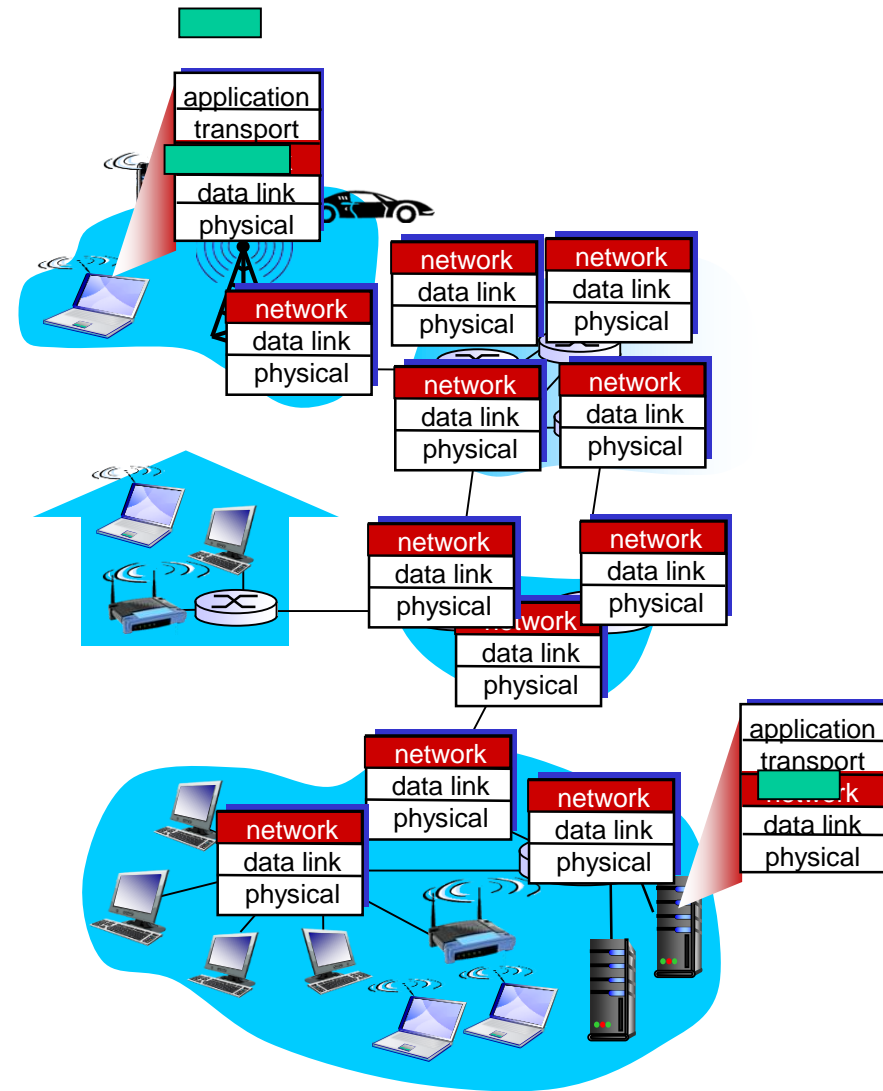 application
transport
data link
physical
network
data link
physical
network
data link
physical
network
data link
physical
network
data link
physical
network
data link
physical
network
data link
physical
network
data link
physical
network
data link
physical
application
transport
network
data link
physical
network
data link
physical
network
data link
physical
network
data link
physical